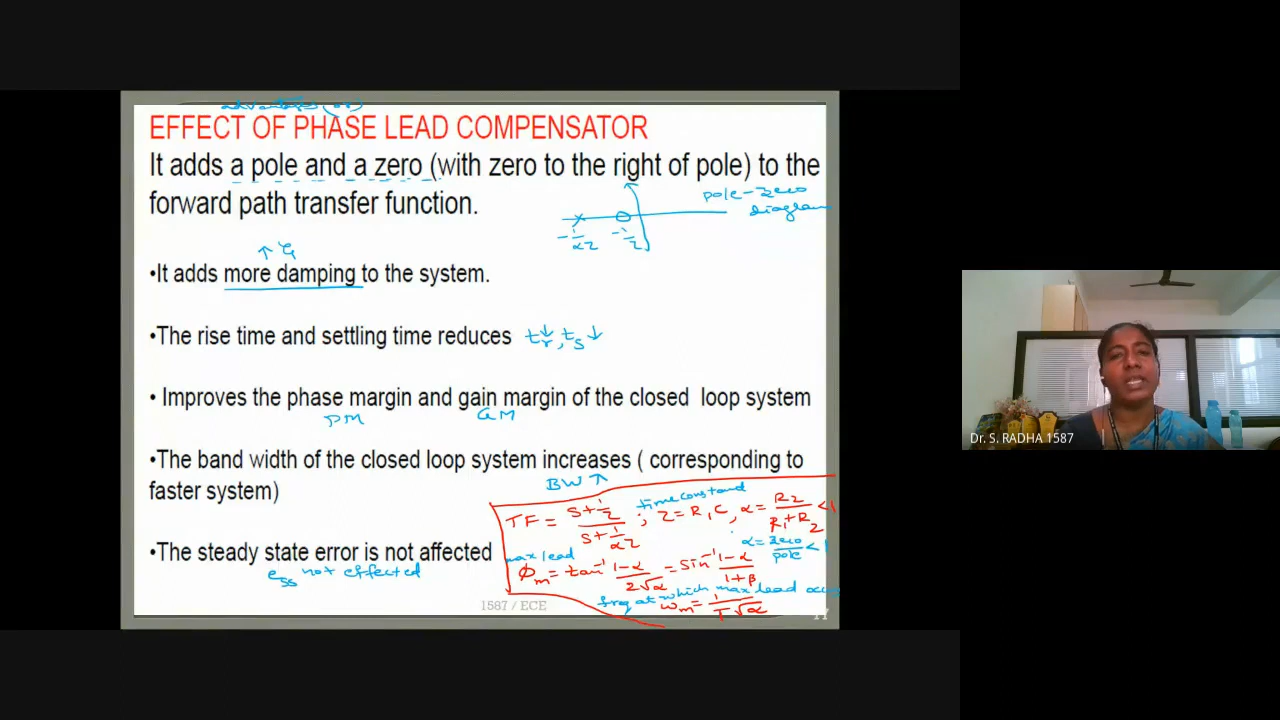 advantages (or)
EFFECT OF PHASE LEAD COMPENSATOR
It adds a pole and a zero (with zero to the right of pole) to the
forward path transfer function.
pole-zero
diagram
-1/ατ -1/τ
↑ ζ
•It adds more damping to the system.
•The rise time and settling time reduces tr↓, ts↓
• Improves the phase margin and gain margin of the closed loop system
PM GM
•The band width of the closed loop system increases ( corresponding to
faster system)
BW ↑
time constant
TF = (S+1/τ)/(S+1/ατ) ; τ = R1C, α = R2/(R1+R2) <1
•The steady state error is not affected
ess not effected
α = zero/pole <1
max lead
Φm = tan⁻¹ (1-α)/(2√α) = sin⁻¹ (1-α)/(1+β)
freq at which max lead
ωm = 1/(T√α)
1587 / ECE
17
Dr. S. RADHA 1587